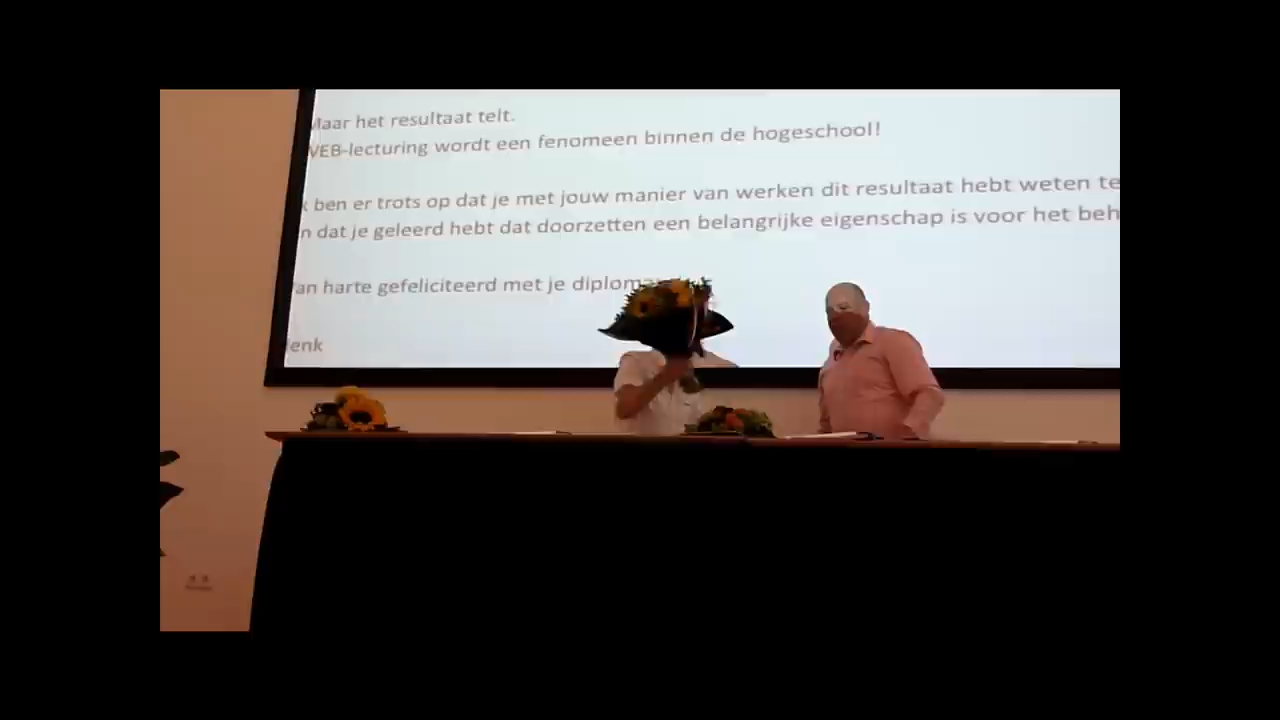 Maar het resultaat telt.
WEB-lecturing wordt een fenomeen binnen de hogeschool!
k ben er trots op dat je met jouw manier van werken dit resultaat hebt weten te
n dat je geleerd hebt dat doorzetten een belangrijke eigenschap is voor het beh
an harte gefeliciteerd met je diploma
enk